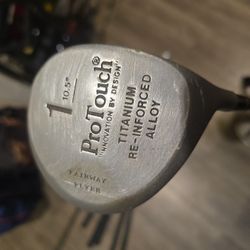 1
10.5°
ProTouch
"INNOVATION BY DESIGN"
TITANIUM
RE-INFORCED
ALLOY
FAIRWAY
FLYER